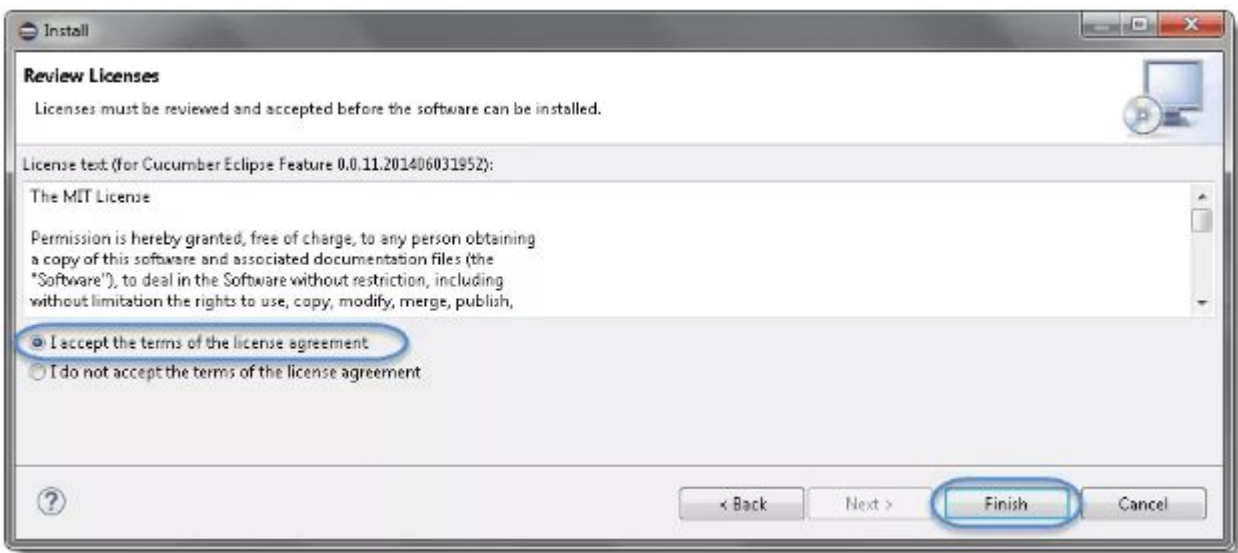 Install
Review Licenses
Licenses must be reviewed and accepted before the software can be installed.
License text (for Cucumber Eclipse Feature 0.0.11.201406031952):
The MIT License
Permission is hereby granted, free of charge, to any person obtaining
a copy of this software and associated documentation files (the
"Software"), to deal in the Software without restriction, including
without limitation the rights to use, copy, modify, merge, publish,
I accept the terms of the license agreement
I do not accept the terms of the license agreement
?
< Back Next > Finish Cancel